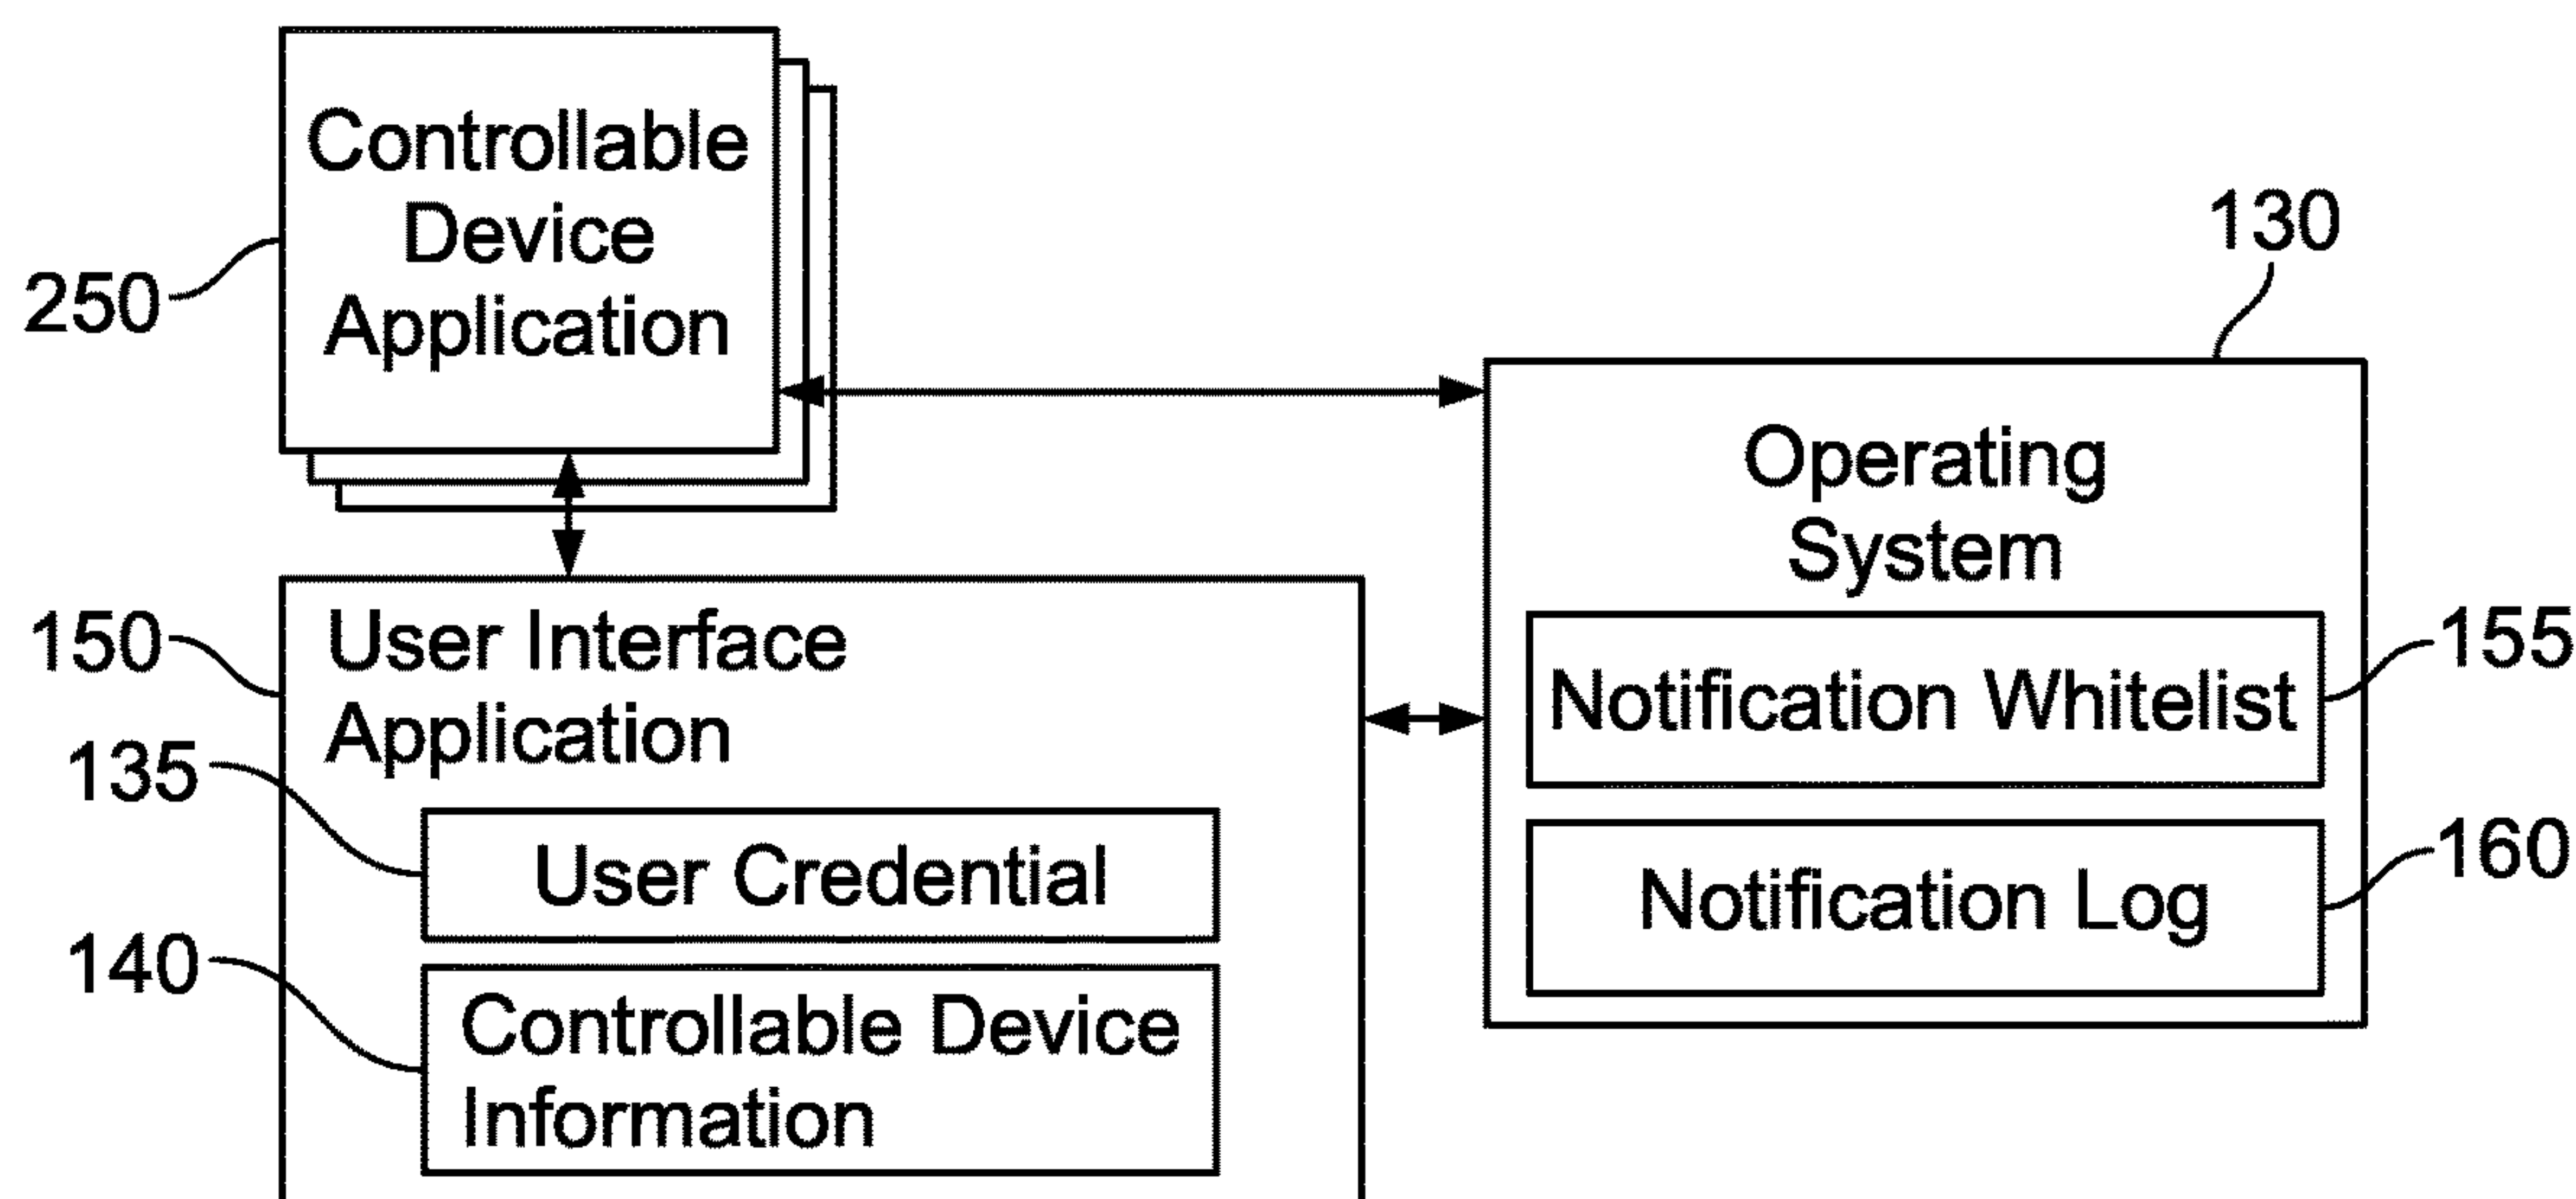 Controllable
Device
Application
250
130
Operating
System
150
User Interface
Application
155
Notification Whitelist
135
User Credential
160
Notification Log
140
Controllable Device
Information